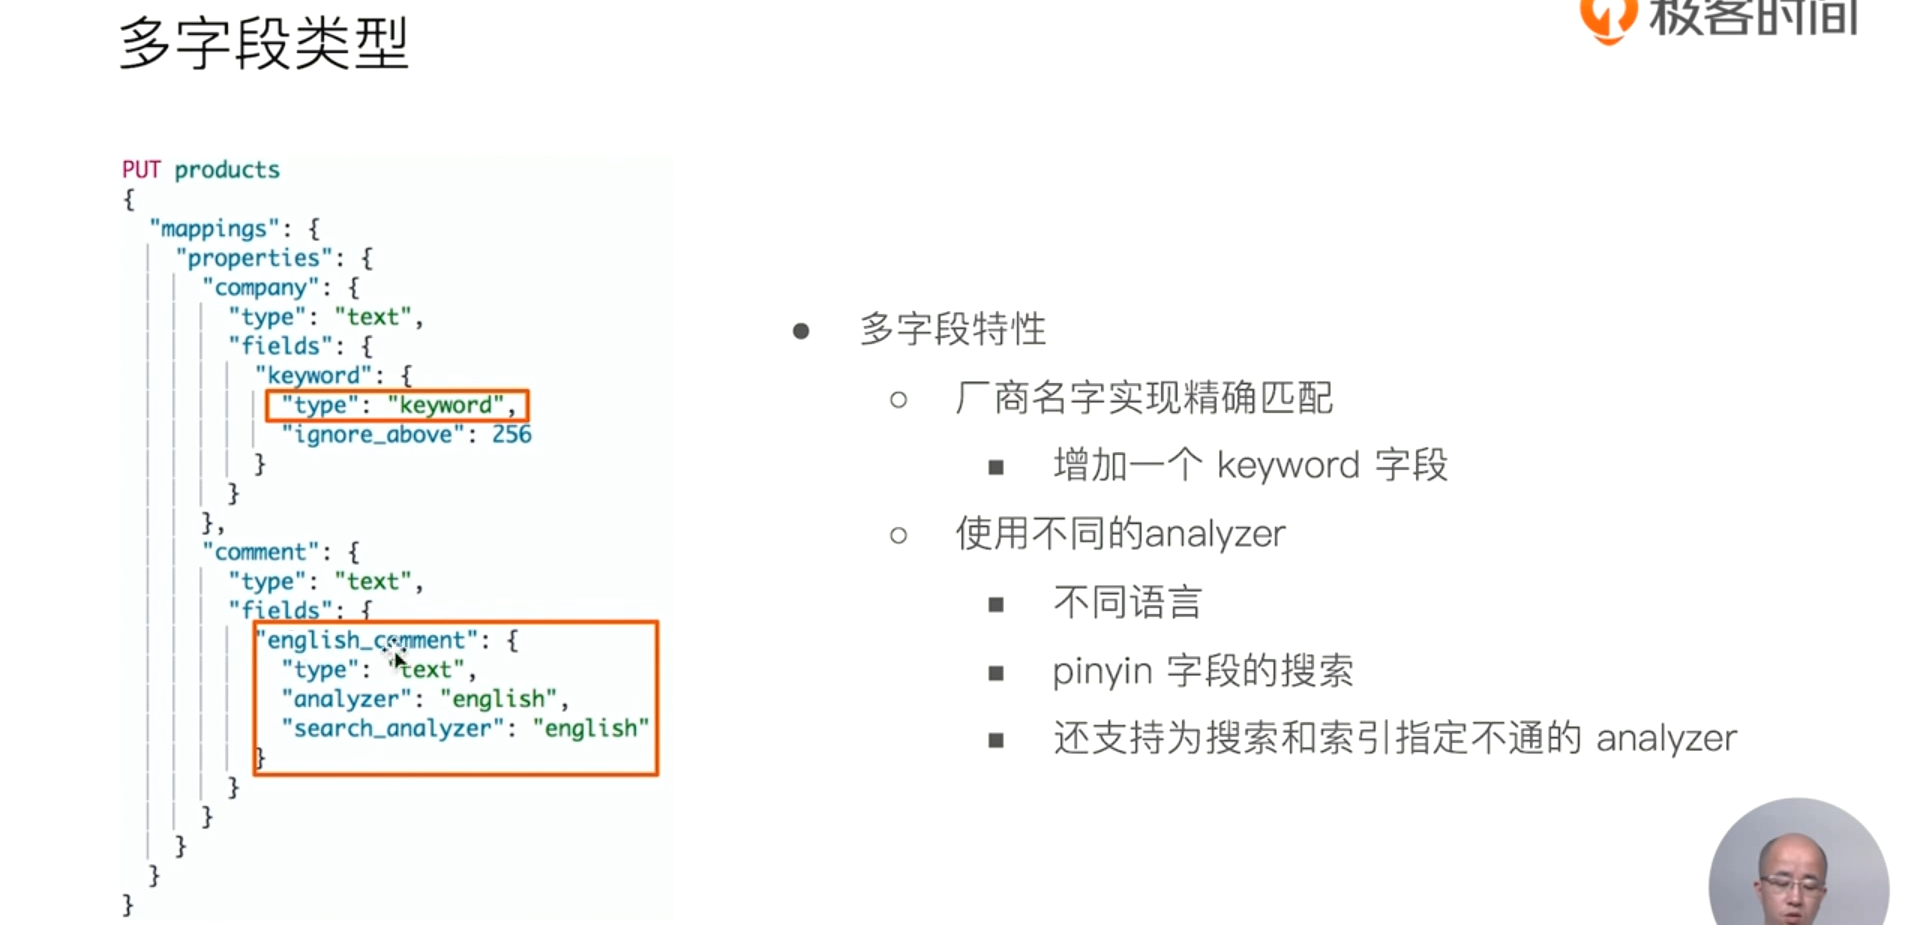 多字段类型
极客时间
PUT products
{
"mappings": {
"properties": {
"company": {
"type": "text",
"fields": {
"keyword": {
"type": "keyword",
"ignore_above": 256
}
}
},
"comment": {
"type": "text",
"fields": {
"english_comment": {
"type": "text",
"analyzer": "english",
"search_analyzer": "english"
}
}
}
}
}
}
多字段特性
厂商名字实现精确匹配
增加一个 keyword 字段
使用不同的analyzer
不同语言
pinyin 字段的搜索
还支持为搜索和索引指定不通的 analyzer